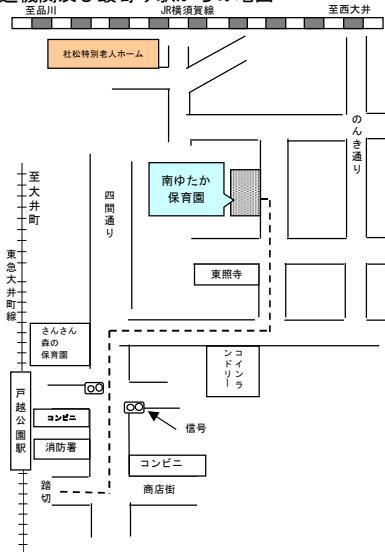 至品川
JR横須賀線
至西大井
社松特別老人ホーム
のんき通り
至大井町
四間通り
南ゆたか
保育園
東急大井町線
東照寺
さんさん
森の
保育園
コインランドリー
戸越公園駅
コンビニ
信号
消防署
コンビニ
踏切
商店街